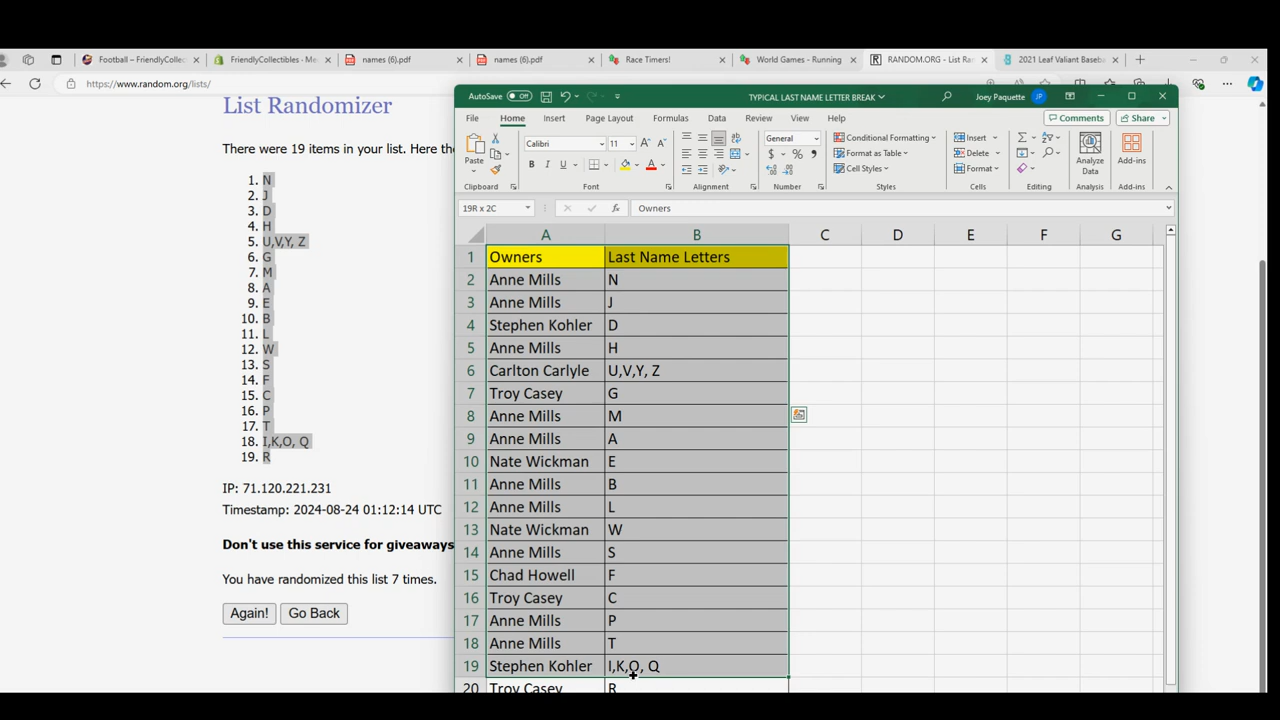 Football – FriendlyCollec
FriendlyCollectibles - Me
names (6).pdf
names (6).pdf
Race Timers!
World Games - Running
RANDOM.ORG - List Ran
2021 Leaf Valiant Baseba
https://www.random.org/lists/
List Randomizer
There were 19 items in your list. Here the
1. N
2. J
3. D
4. H
5. U,V,Y, Z
6. G
7. M
8. A
9. E
10. B
11. L
12. W
13. S
14. F
15. C
16. P
17. T
18. I,K,O, Q
19. R
IP: 71.120.221.231
Timestamp: 2024-08-24 01:12:14 UTC
Don't use this service for giveaways
You have randomized this list 7 times.
Again! Go Back
AutoSave Off TYPICAL LAST NAME LETTER BREAK Joey Paquette JP
File Home Insert Page Layout Formulas Data Review View Help Comments Share
Paste
Clipboard
Calibri 11
B I U
Font
Alignment
General
$ % ,
Number
Conditional Formatting
Format as Table
Cell Styles
Styles
Insert
Delete
Format
Cells
Editing
Analyze Data
Analysis
Add-ins
Add-ins
19R x 2C fx Owners
A B C D E F G
1 Owners Last Name Letters
2 Anne Mills N
3 Anne Mills J
4 Stephen Kohler D
5 Anne Mills H
6 Carlton Carlyle U,V,Y, Z
7 Troy Casey G
8 Anne Mills M
9 Anne Mills A
10 Nate Wickman E
11 Anne Mills B
12 Anne Mills L
13 Nate Wickman W
14 Anne Mills S
15 Chad Howell F
16 Troy Casey C
17 Anne Mills P
18 Anne Mills T
19 Stephen Kohler I,K,O, Q
20 Troy Casey R